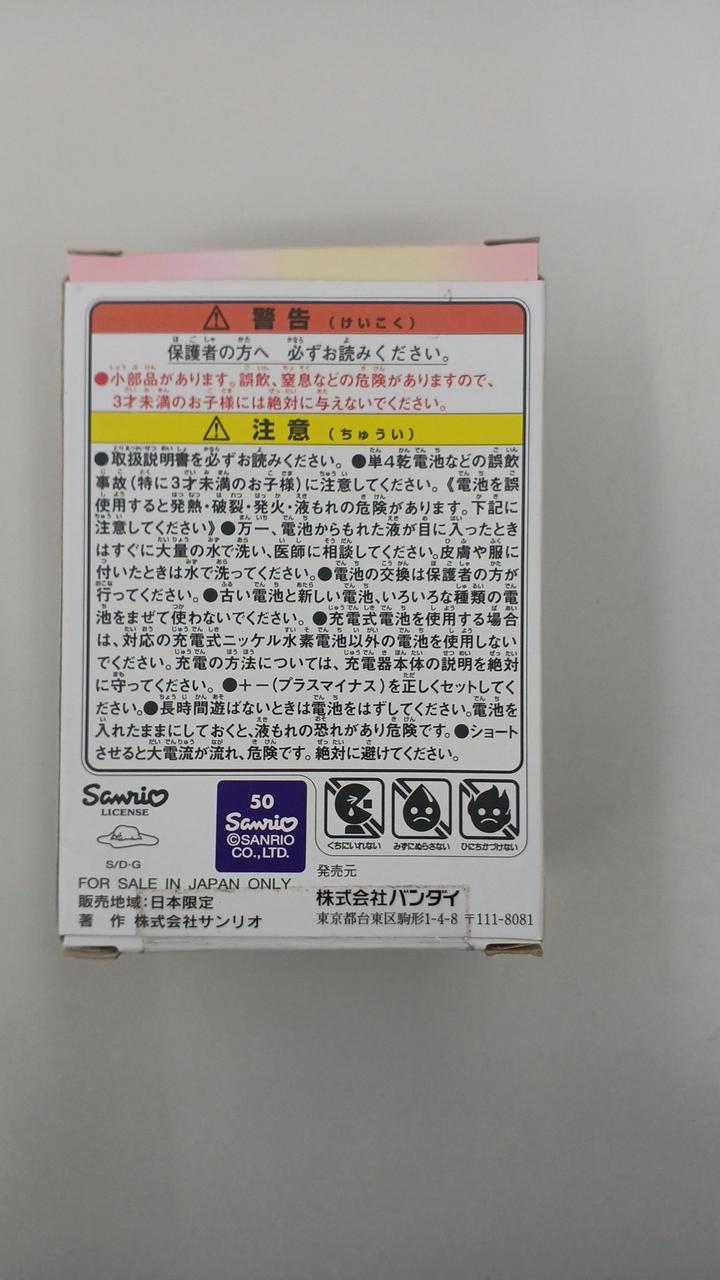 警告（けいこく）
保護者の方へ 必ずお読みください。
●小部品があります。誤飲、窒息などの危険がありますので、
3才未満のお子様には絶対に与えないでください。
注意（ちゅうい）
●取扱説明書を必ずお読みください。●単4乾電池などの誤飲
事故（特に3才未満のお子様）に注意してください。《電池を誤
使用すると発熱・破裂・発火・液もれの危険があります。下記に
注意してください》●万一、電池からもれた液が目に入ったとき
はすぐに大量の水で洗い、医師に相談してください。皮膚や服に
付いたときは水で洗ってください。●電池の交換は保護者の方が
行ってください。●古い電池と新しい電池、いろいろな種類の電
池をまぜて使わないでください。●充電式電池を使用する場合
は、対応の充電式ニッケル水素電池以外の電池を使用しない
でください。充電の方法については、充電器本体の説明を絶対
に守ってください。●＋－（プラスマイナス）を正しくセットしてく
ださい。●長時間遊ばないときは電池をはずしてください。電池を
入れたままにしておくと、液もれの恐れがあり危険です。●ショート
させると大電流が流れ、危険です。絶対に避けてください。
Sanrio
LICENSE
S/D・G
50
Sanrio
©SANRIO
CO.,LTD.
くちにいれない みずにぬらさない ひにちかづけない
FOR SALE IN JAPAN ONLY
販売地域:日本限定
著 作 株式会社サンリオ
発売元
株式会社バンダイ
東京都台東区駒形1-4-8 〒111-8081